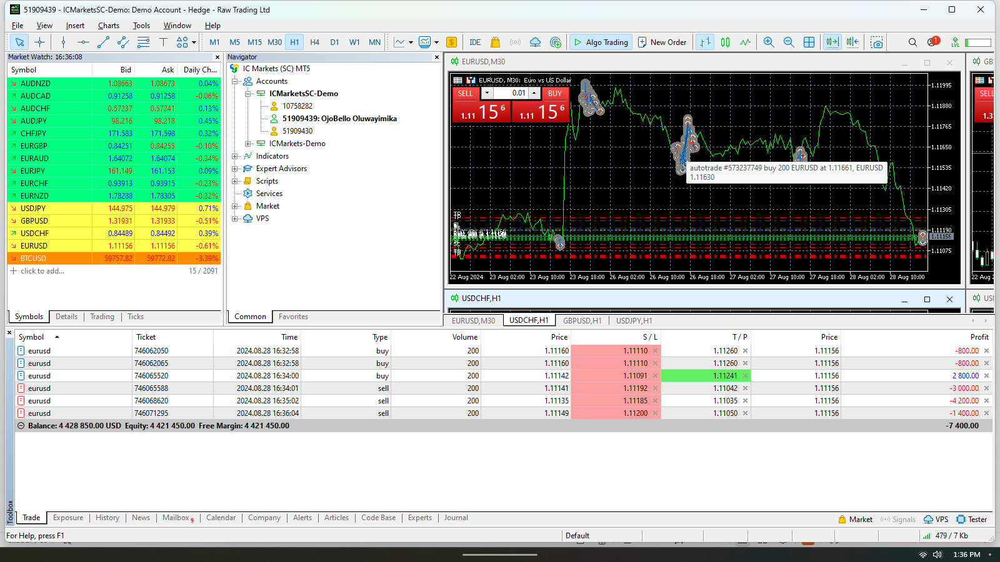 51909439 - ICMarketsSC-Demo: Demo Account - Hedge - Raw Trading Ltd
File View Insert Charts Tools Window Help
M1 M5 M15 M30 H1 H4 D1 W1 MN IDE Algo Trading New Order 1 LVL
Market Watch: 16:36:08
Symbol Bid Ask Daily Ch...
AUDNZD 1.08663 1.08673 0.04%
AUDCAD 0.91258 0.91258 -0.06%
AUDCHF 0.57237 0.57241 0.13%
AUDJPY 98.216 98.218 0.45%
CHFJPY 171.583 171.598 0.32%
EURGBP 0.84251 0.84255 -0.10%
EURAUD 1.64072 1.64074 -0.34%
EURJPY 161.149 161.153 0.09%
EURCHF 0.93913 0.93915 -0.23%
EURNZD 1.78288 1.78305 -0.32%
USDJPY 144.975 144.979 0.71%
GBPUSD 1.31931 1.31933 -0.51%
USDCHF 0.84489 0.84492 0.39%
EURUSD 1.11156 1.11156 -0.61%
BTCUSD 59757.82 59772.82 -3.39%
click to add... 15 / 2091
Symbols Details Trading Ticks
Navigator
IC Markets (SC) MT5
Accounts
ICMarketsSC-Demo
10758282
51909439: OjoBello Oluwayimika
51909430
ICMarkets-Demo
Indicators
Expert Advisors
Scripts
Services
Market
VPS
Common Favorites
EURUSD,M30
GB
EURUSD, M30: Euro vs US Dollar
SELL 0.01 BUY
1.11 15 6 1.11 15 6
SELL
1.3
autotrade #573237749 buy 200 EURUSD at 1.11661, EURUSD
1.11630
1.11995
1.11880
1.11765
1.11650
1.11535
1.11420
1.11305
1.11190
1.11156
1.11075
TP
22 Aug 2024 23 Aug 02:00 23 Aug 10:00 23 Aug 18:00 26 Aug 02:00 26 Aug 10:00 26 Aug 18:00 27 Aug 02:00 27 Aug 10:00 27 Aug 18:00 28 Aug 02:00 28 Aug 10:00
22 Aug 2
USDCHF,H1
USI
EURUSD,M30 USDCHF,H1 GBPUSD,H1 USDJPY,H1
Symbol Ticket Time Type Volume Price S / L T / P Price Profit
eurusd 746062050 2024.08.28 16:32:58 buy 200 1.11160 1.11110 1.11260 1.11156 -800.00
eurusd 746062065 2024.08.28 16:32:58 buy 200 1.11160 1.11110 1.11260 1.11156 -800.00
eurusd 746065520 2024.08.28 16:34:00 buy 200 1.11142 1.11091 1.11241 1.11156 2 800.00
eurusd 746065588 2024.08.28 16:34:01 sell 200 1.11141 1.11192 1.11042 1.11156 -3 000.00
eurusd 746068620 2024.08.28 16:35:02 sell 200 1.11135 1.11185 1.11035 1.11156 -4 200.00
eurusd 746071295 2024.08.28 16:36:04 sell 200 1.11149 1.11200 1.11050 1.11156 -1 400.00
Balance: 4 428 850.00 USD Equity: 4 421 450.00 Free Margin: 4 421 450.00 -7 400.00
Toolbox
Trade Exposure History News Mailbox 9 Calendar Company Alerts Articles Code Base Experts Journal
Market Signals VPS Tester
For Help, press F1 Default 479 / 7 Kb
1:36 PM